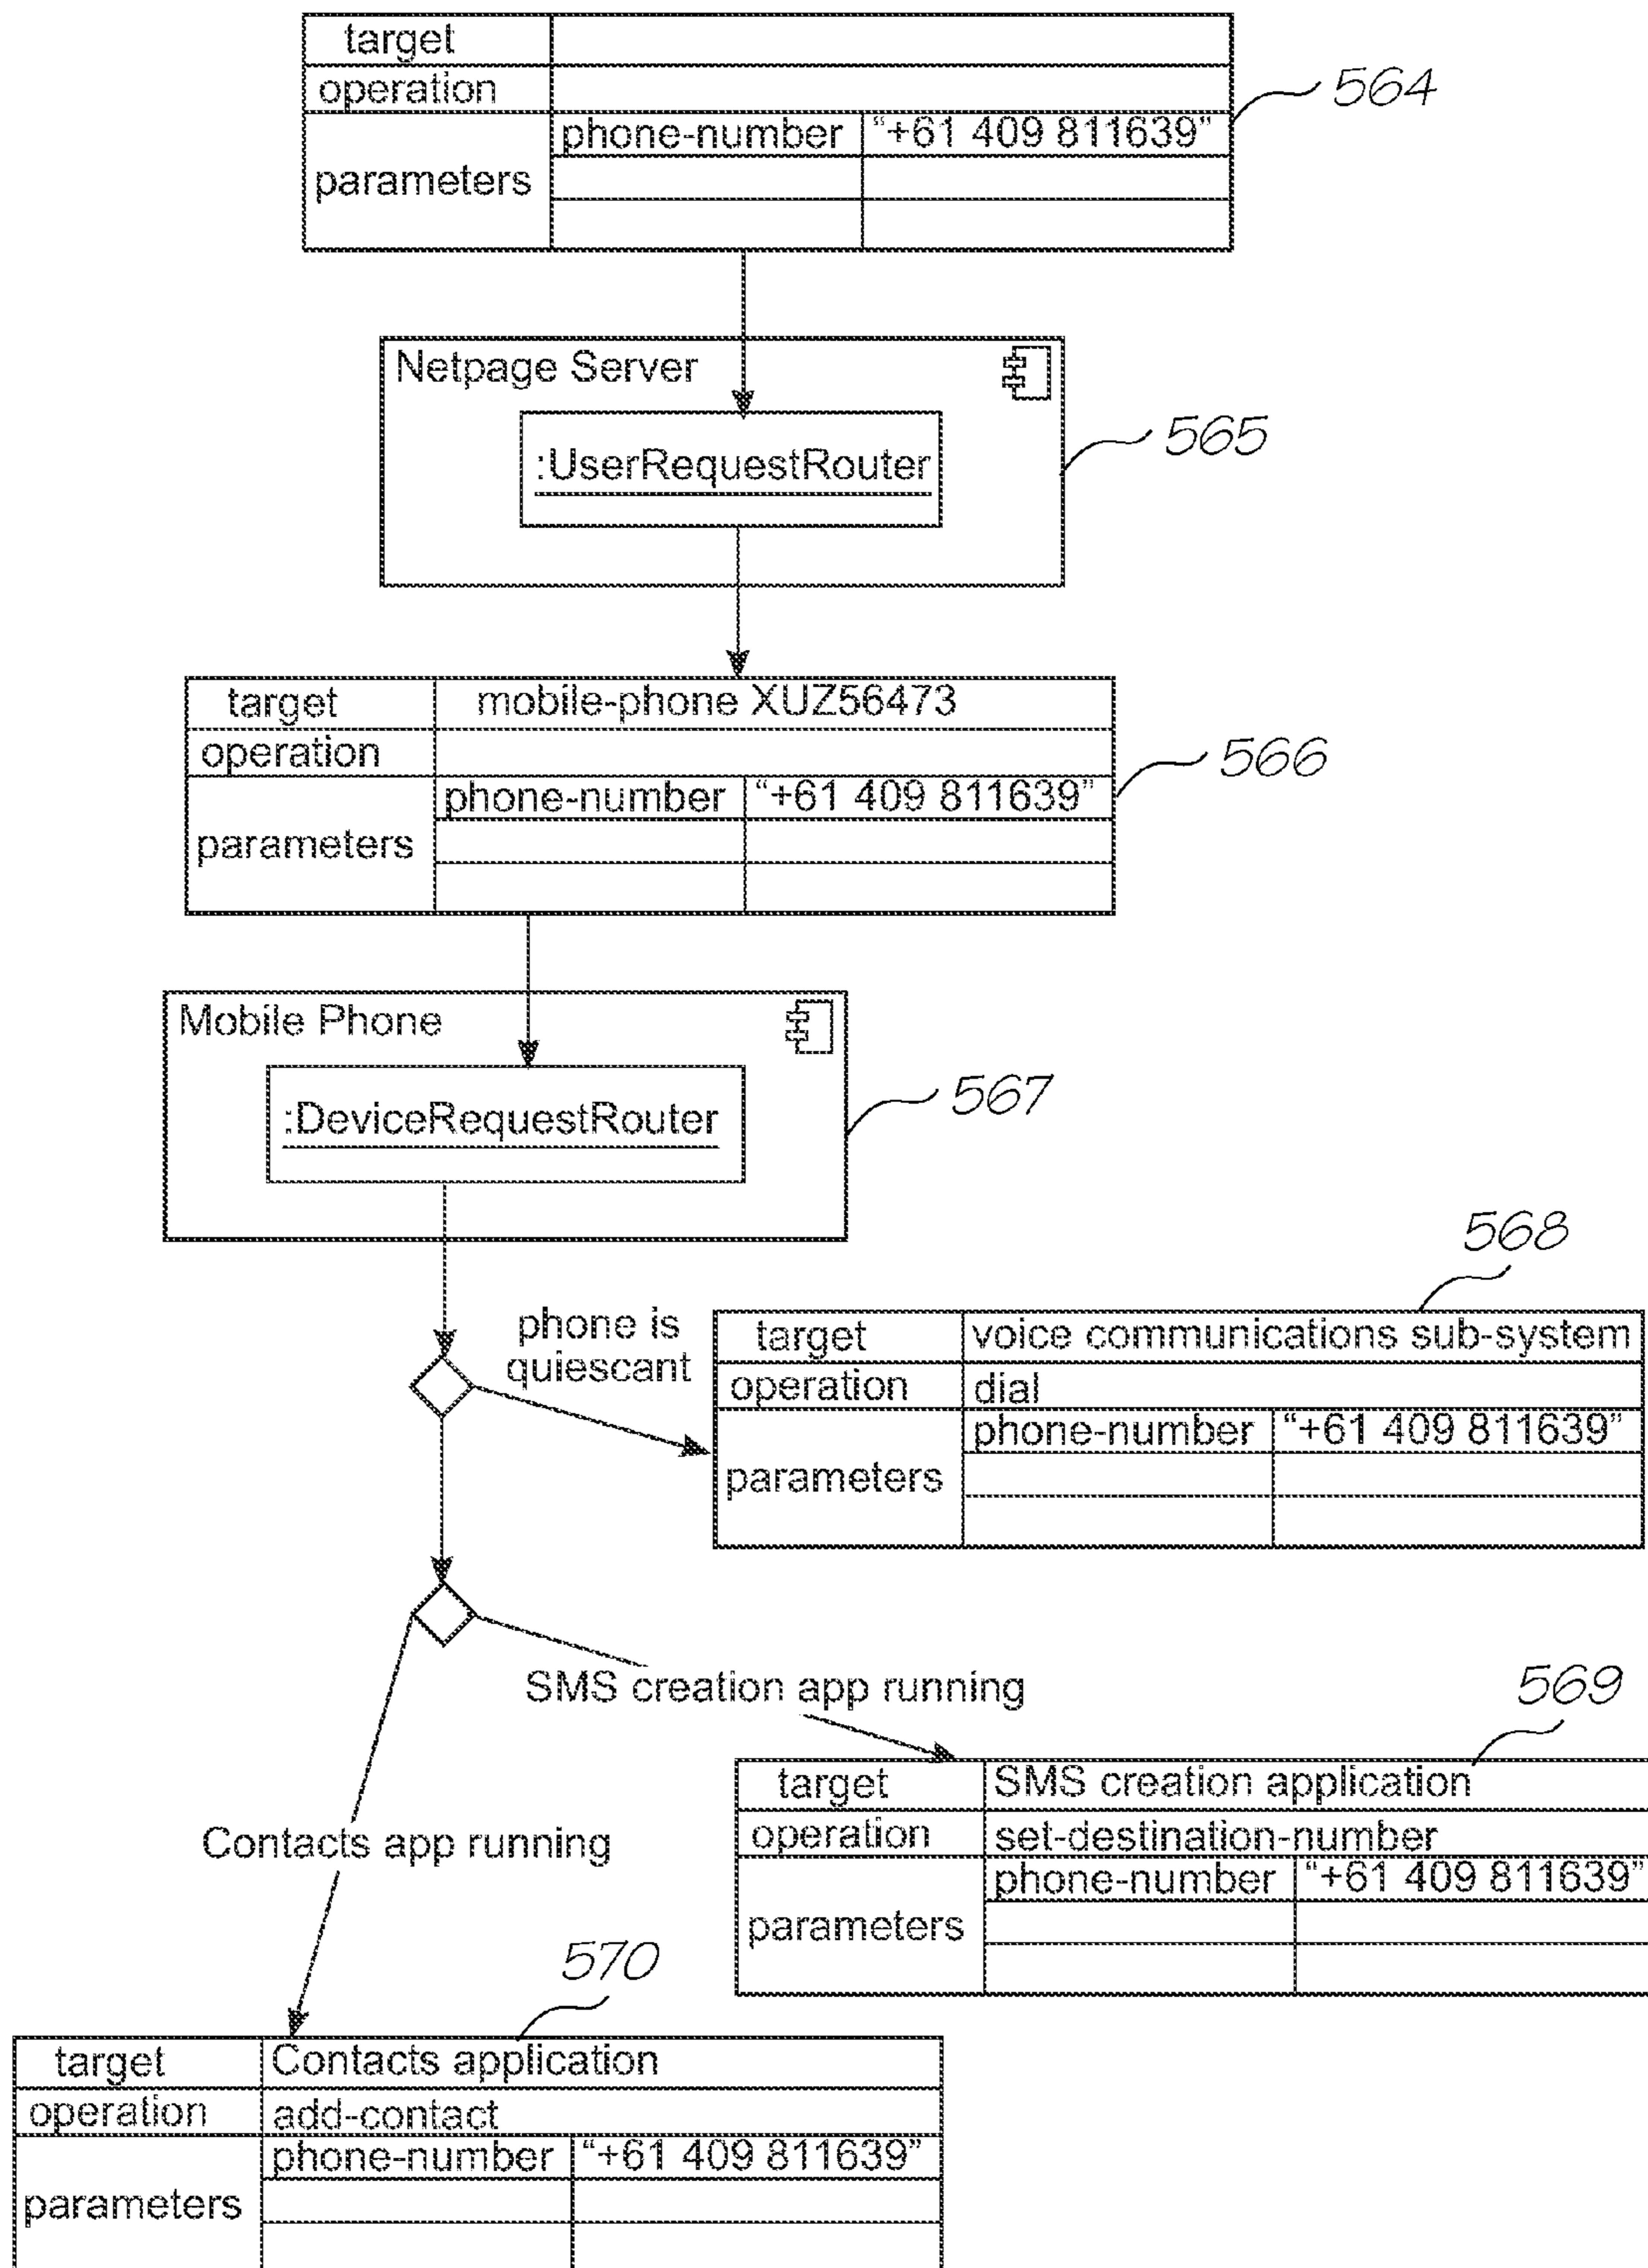 target
operation
phone-number “+61 409 811639”
parameters
564
Netpage Server
:UserRequestRouter
565
target mobile-phone XUZ56473
operation
phone-number “+61 409 811639”
parameters
566
Mobile Phone
:DeviceRequestRouter
567
phone is
quiescant
568
target voice communications sub-system
operation dial
phone-number “+61 409 811639”
parameters
SMS creation app running
569
target SMS creation application
operation set-destination-number
phone-number “+61 409 811639”
parameters
Contacts app running
570
target Contacts application
operation add-contact
phone-number “+61 409 811639”
parameters